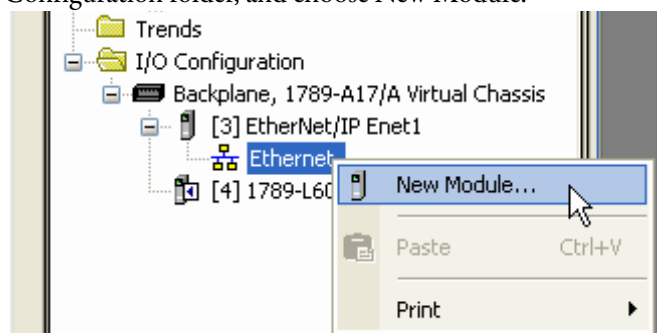 Configuration folder, and choose New Module.
Trends
I/O Configuration
Backplane, 1789-A17/A Virtual Chassis
[3] EtherNet/IP Enet1
Ethernet
[4] 1789-L60
New Module...
Paste Ctrl+V
Print